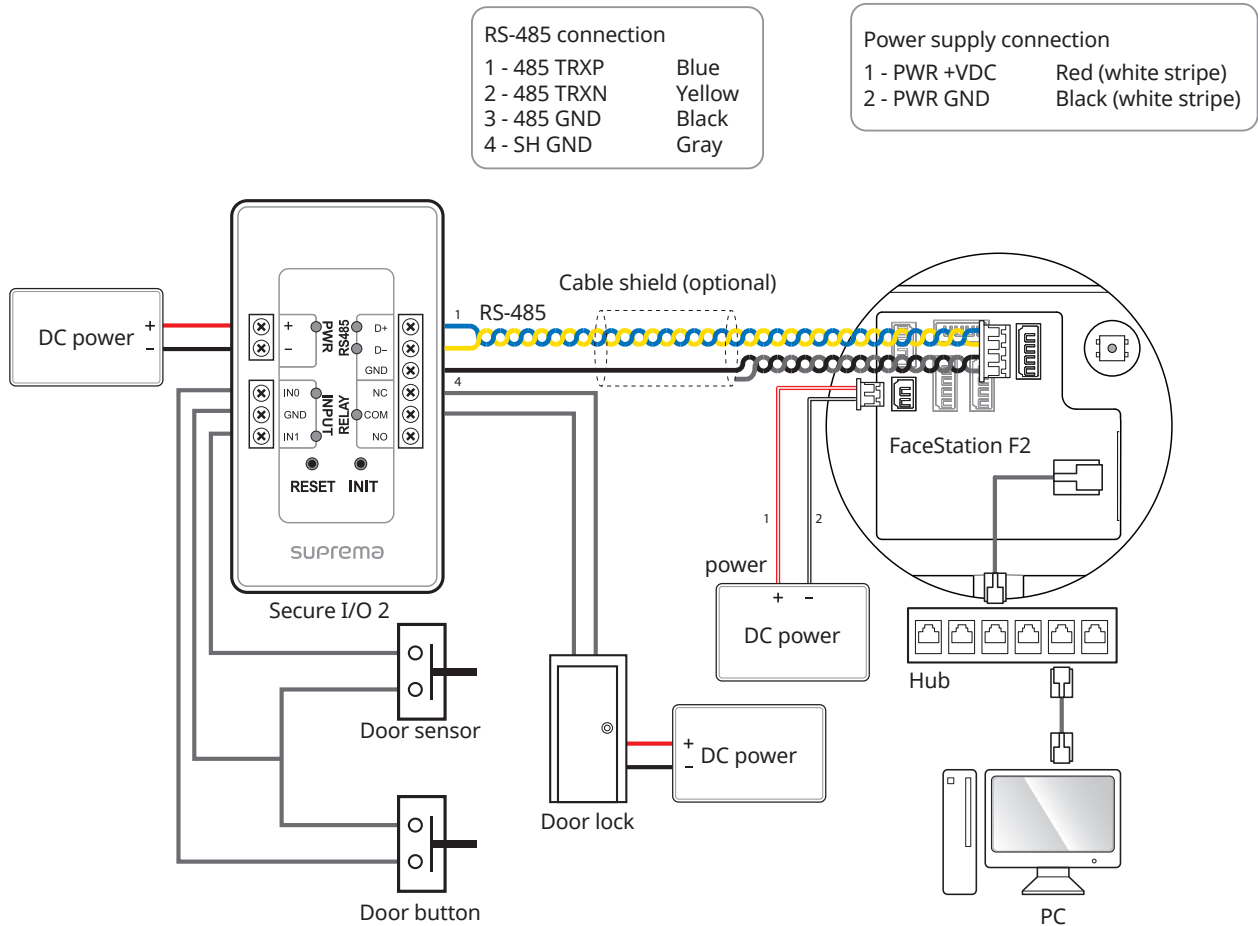 RS-485 connection
1 - 485 TRXP Blue
2 - 485 TRXN Yellow
3 - 485 GND Black
4 - SH GND Gray
Power supply connection
1 - PWR +VDC Red (white stripe)
2 - PWR GND Black (white stripe)
Cable shield (optional)
RS-485
1
4
DC power
+
−
+
−
PWR
RS485
D+
D−
GND
IN0
GND
IN1
INPUT
RELAY
NC
COM
NO
RESET INIT
suprema
Secure I/O 2
FaceStation F2
1
2
power
+ −
DC power
Hub
Door sensor
+
−
DC power
Door lock
Door button
PC